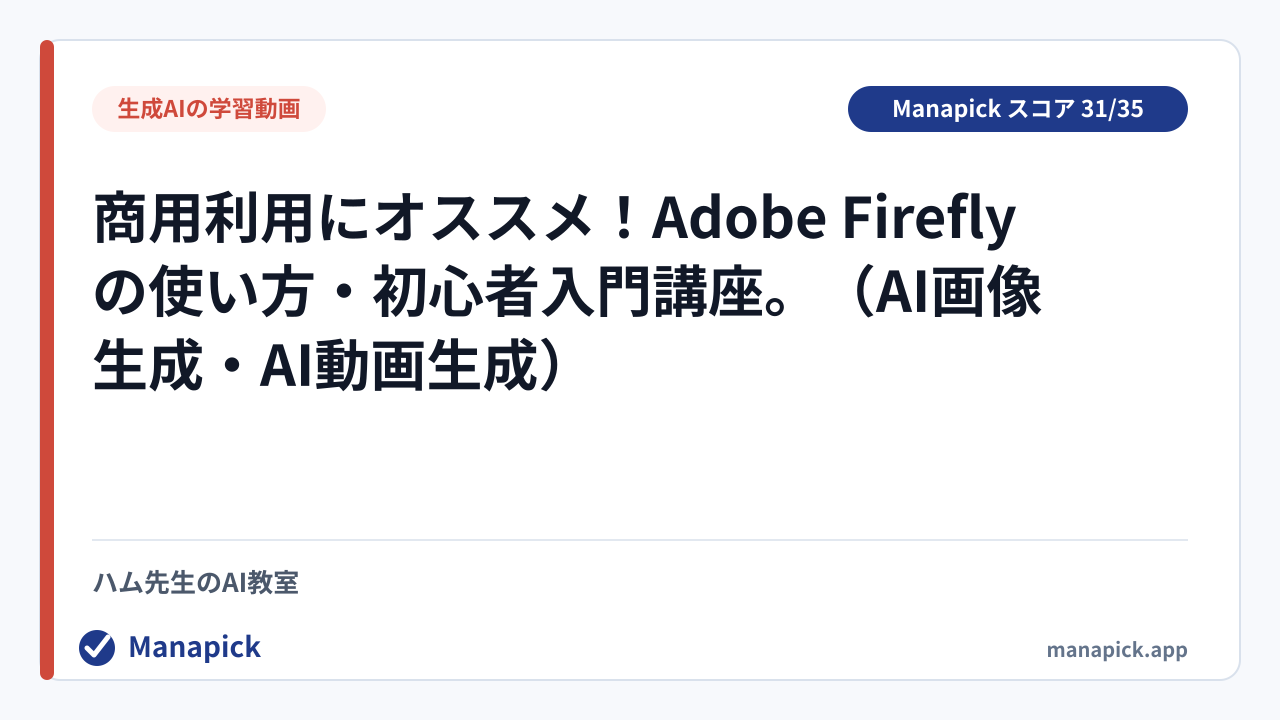 生成AIの学習動画
Manapick スコア 31/35
商用利用にオススメ！Adobe Firefly
の使い方・初心者入門講座。（AI画像
生成・AI動画生成）
ハム先生のAI教室
Manapick
manapick.app